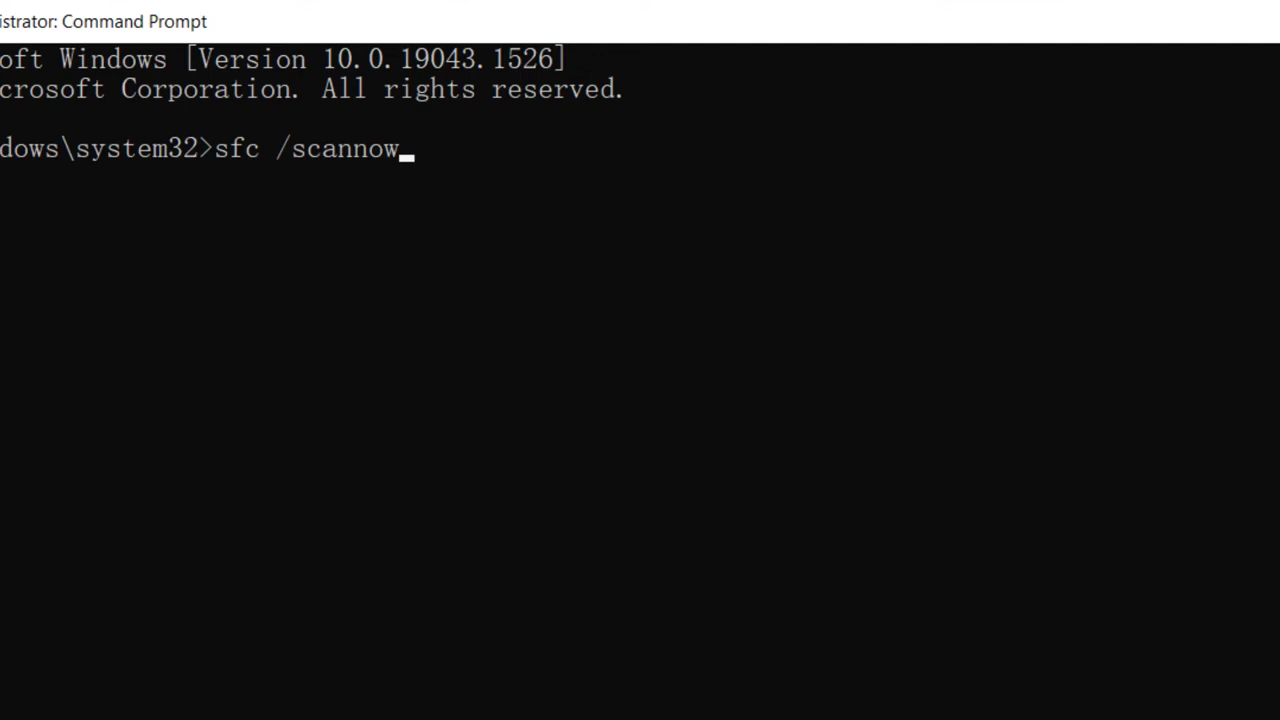 istrator: Command Prompt
oft Windows [Version 10.0.19043.1526]
crosoft Corporation. All rights reserved.
dows\system32>sfc /scannow